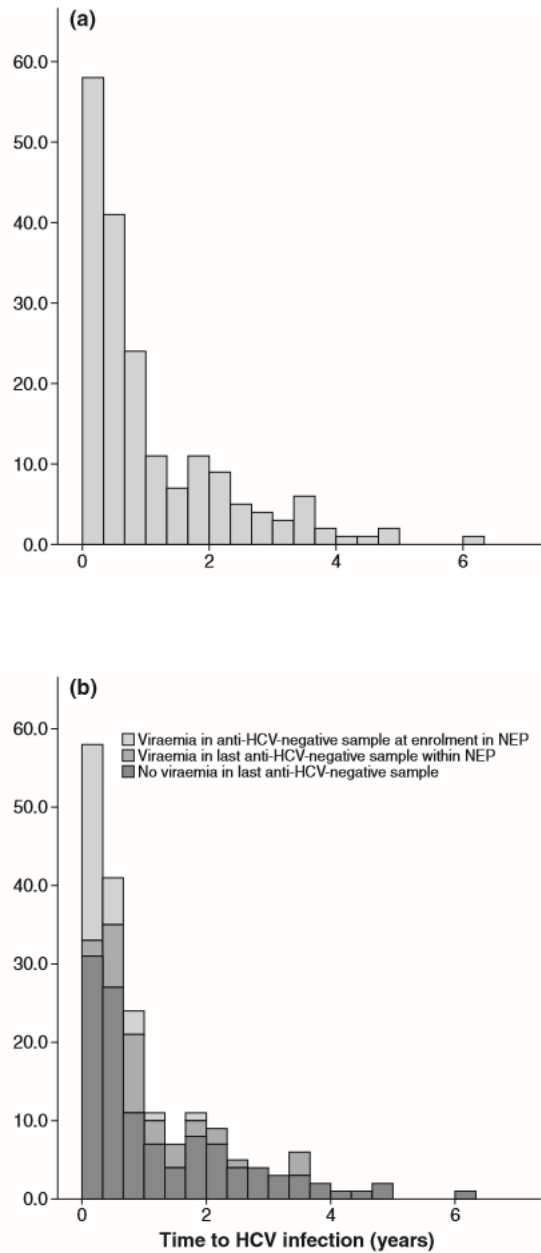 (a)
60.0
50.0
40.0
30.0
20.0
10.0
0.0
0 2 4 6
(b)
60.0
50.0
40.0
30.0
20.0
10.0
0.0
Viraemia in anti-HCV-negative sample at enrolment in NEP
Viraemia in last anti-HCV-negative sample within NEP
No viraemia in last anti-HCV-negative sample
0 2 4 6
Time to HCV infection (years)